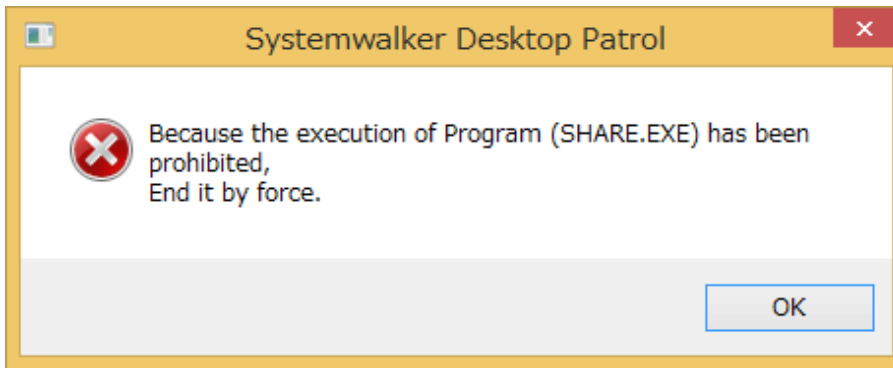 Systemwalker Desktop Patrol
Because the execution of Program (SHARE.EXE) has been
prohibited,
End it by force.
OK